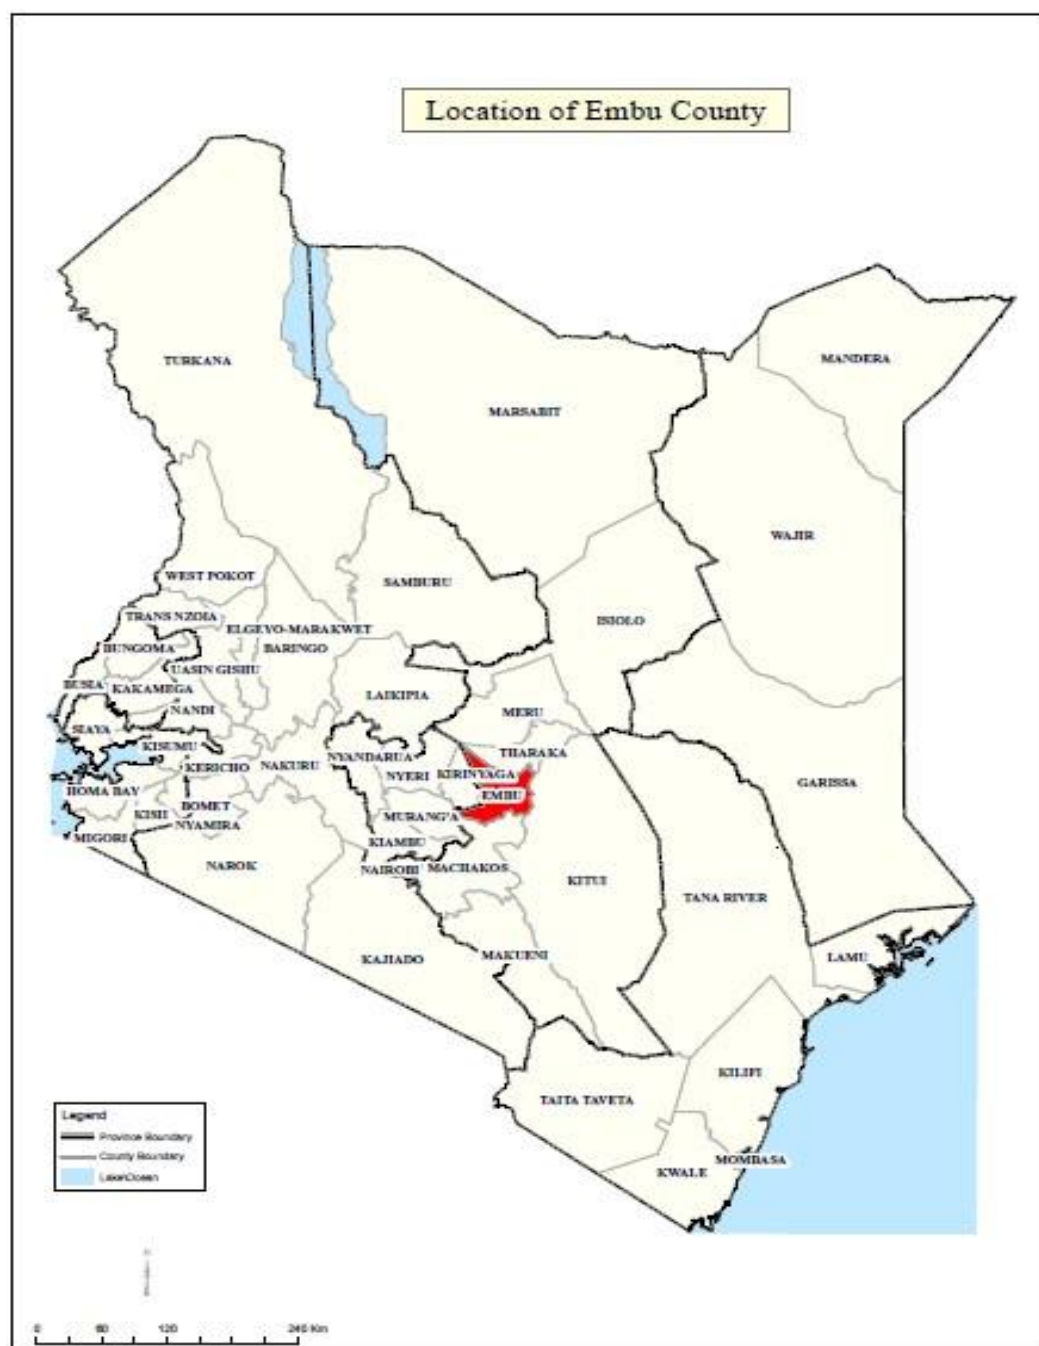 Location of Embu County
TURKANA
MANDERA
MARSABIT
WAJIR
WEST POKOT
SAMBURU
TRANS NZOIA
ISIOLO
ELGEYO-MARAKWET
BUNGOMA
BARINGO
UASIN GISHU
BUSIA
KAKAMEGA
LAIKIPIA
NANDI
MERU
SIAYA
KISUMU
THARAKA
NYANDARUA
KERICHO
NAKURU
NYERI
KIRINYAGA
GARISSA
HOMA BAY
EMBU
BOMET
KISII
MURANG'A
NYAMIRA
MIGORI
KIAMBU
NAROK
NAIROBI
MACHAKOS
KITUI
TANA RIVER
MAKUENI
LAMU
KAJIADO
KILIFI
TAITA TAVETA
MOMBASA
KWALE
Legend
Province Boundary
County Boundary
Lake/Ocean
0 60 120 240 Km